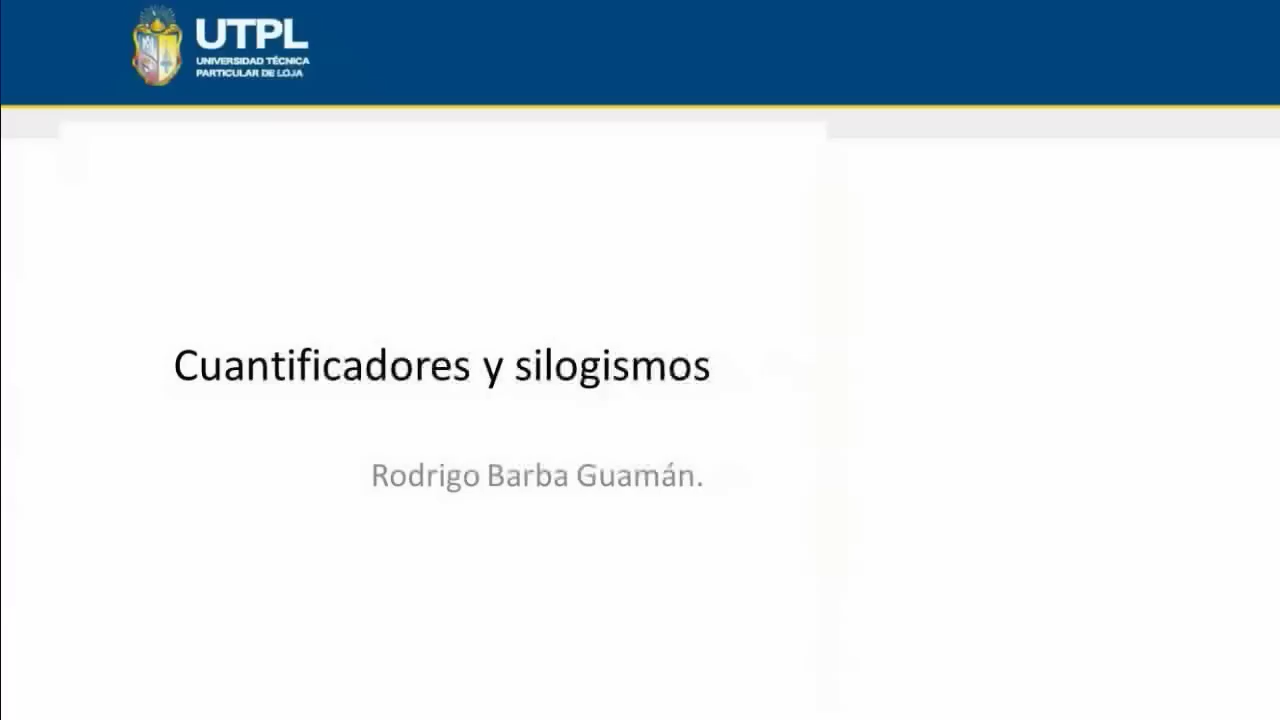 UTPL
UNIVERSIDAD TÉCNICA
PARTICULAR DE LOJA
Cuantificadores y silogismos
Rodrigo Barba Guamán.